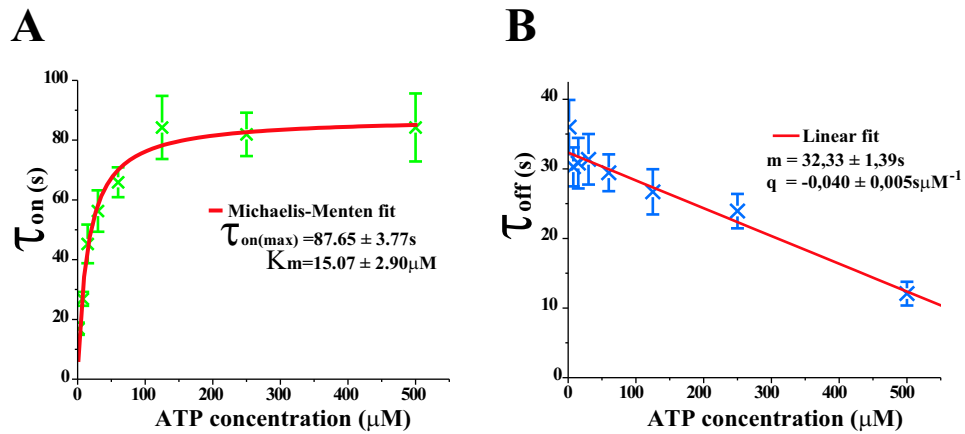 A
τon (s)
100
80
60
40
20
0
0
100
200
300
400
500
ATP concentration (μM)
Michaelis-Menten fit
τon(max) =87.65 ± 3.77s
Km=15.07 ± 2.90μM
B
τoff (s)
40
30
20
10
0
0
100
200
300
400
500
ATP concentration (μM)
Linear fit
m = 32,33 ± 1,39s
q = -0,040 ± 0,005sμM⁻¹